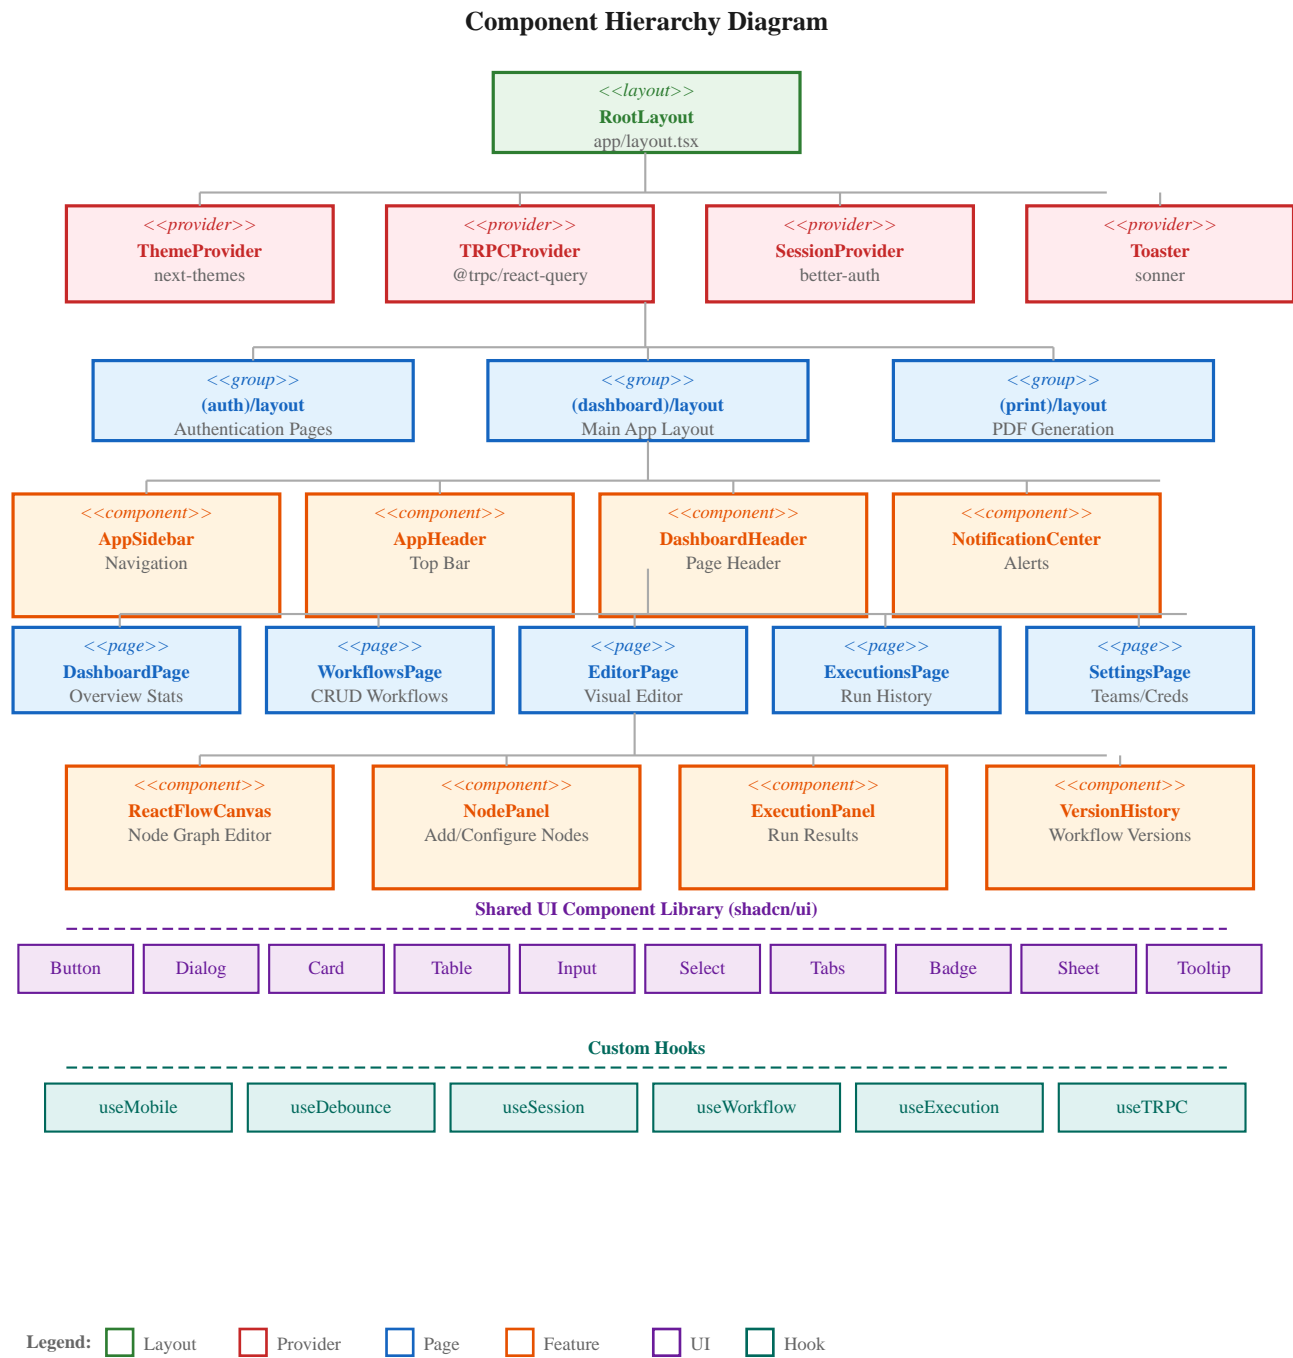 Component Hierarchy Diagram
<<layout>>
RootLayout
app/layout.tsx
<<provider>>
ThemeProvider
next-themes
<<provider>>
TRPCProvider
@trpc/react-query
<<provider>>
SessionProvider
better-auth
<<provider>>
Toaster
sonner
<<group>>
(auth)/layout
Authentication Pages
<<group>>
(dashboard)/layout
Main App Layout
<<group>>
(print)/layout
PDF Generation
<<component>>
AppSidebar
Navigation
<<component>>
AppHeader
Top Bar
<<component>>
DashboardHeader
Page Header
<<component>>
NotificationCenter
Alerts
<<page>>
DashboardPage
Overview Stats
<<page>>
WorkflowsPage
CRUD Workflows
<<page>>
EditorPage
Visual Editor
<<page>>
ExecutionsPage
Run History
<<page>>
SettingsPage
Teams/Creds
<<component>>
ReactFlowCanvas
Node Graph Editor
<<component>>
NodePanel
Add/Configure Nodes
<<component>>
ExecutionPanel
Run Results
<<component>>
VersionHistory
Workflow Versions
Shared UI Component Library (shadcn/ui)
Button
Dialog
Card
Table
Input
Select
Tabs
Badge
Sheet
Tooltip
Custom Hooks
useMobile
useDebounce
useSession
useWorkflow
useExecution
useTRPC
Legend: Layout Provider Page Feature UI Hook